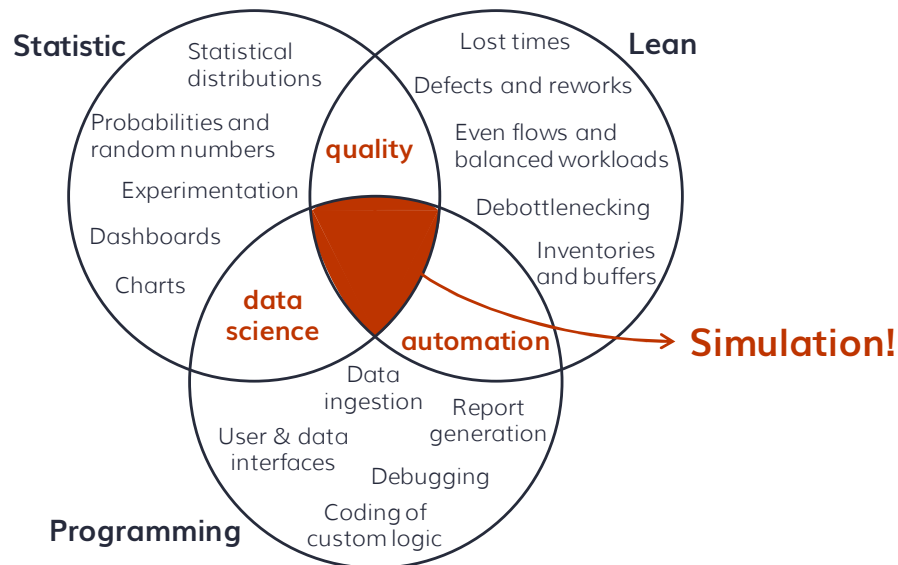 Statistic
Statistical
distributions
Probabilities and
random numbers
Experimentation
Dashboards
Charts
quality
Lean
Lost times
Defects and reworks
Even flows and
balanced workloads
Debottlenecking
Inventories
and buffers
data
science
automation
Simulation!
Data
ingestion
Report
generation
User & data
interfaces
Debugging
Coding of
custom logic
Programming